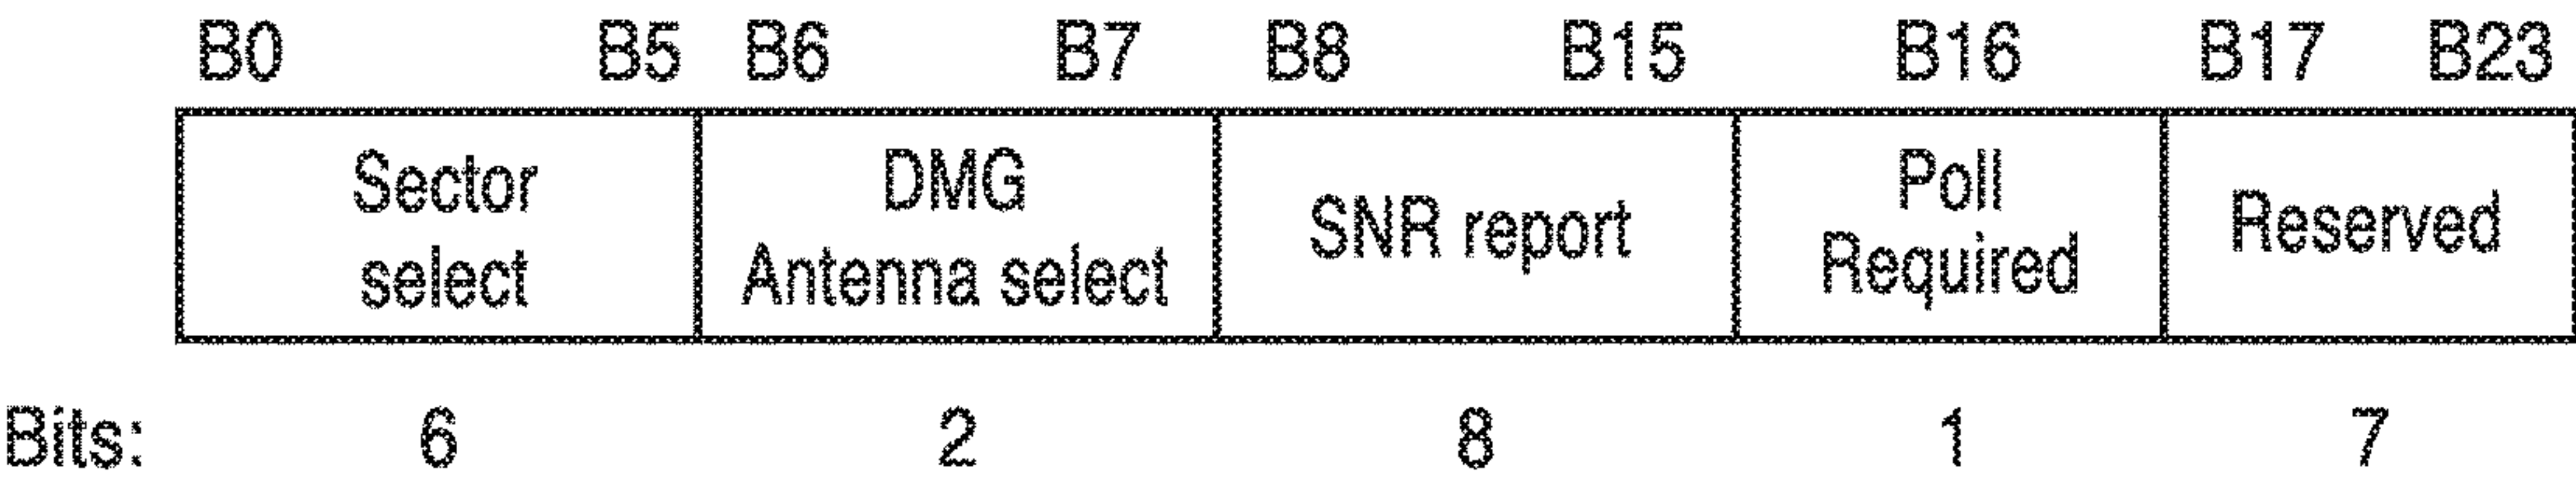 B0 B5 B6 B7 B8 B15 B16 B17 B23
Sector select DMG Antenna select SNR report Poll Required Reserved
Bits: 6 2 8 1 7